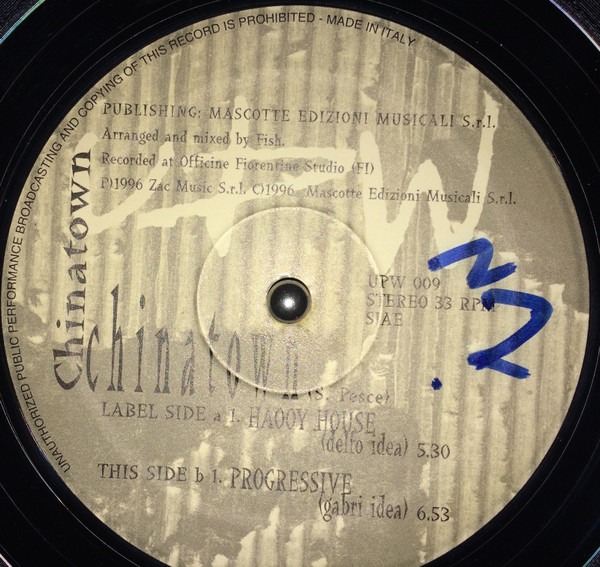 UNAUTHORIZED PUBLIC PERFORMANCE BROADCASTING AND COPYING OF THIS RECORD IS PROHIBITED - MADE IN ITALY
PUBLISHING: MASCOTTE EDIZIONI MUSICALI S.r.l.
Arranged and mixed by Fish.
Recorded at Officine Fiorentine Studio (FI)
P)1996 Zac Music S.r.l. C)1996 Mascotte Edizioni Musicali S.r.l.
Chinatown
UPW 009
STEREO 33 RPM
SIAE
chinatown
(S. Pesce)
LABEL SIDE a 1. HAOOY HOUSE
(delfo idea) 5.30
THIS SIDE b 1. PROGRESSIVE
(gabri idea) 6.53